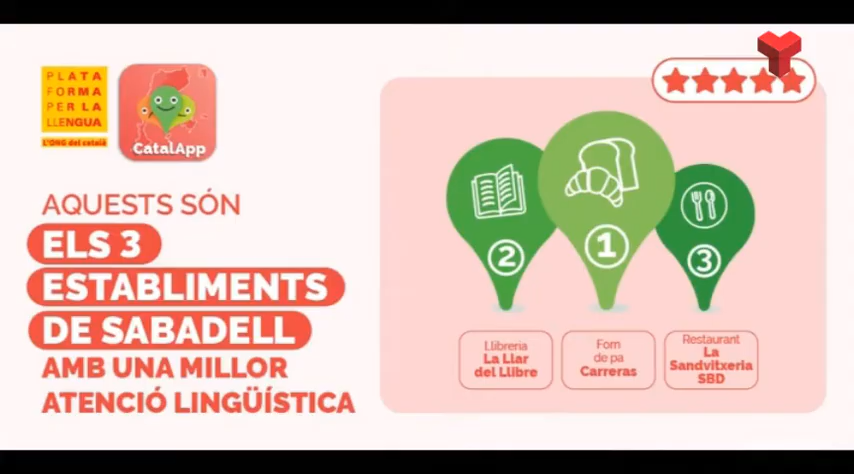 PLATA
FORMA
PER LA
LLENGUA
L'ONG del català
CatalApp
AQUESTS SÓN
ELS 3
ESTABLIMENTS
DE SABADELL
AMB UNA MILLOR
ATENCIÓ LINGÜÍSTICA
2
1
3
Llibreria
La Llar
del Llibre
Forn
de pa
Carreras
Restaurant
La
Sandvitxeria
SBD